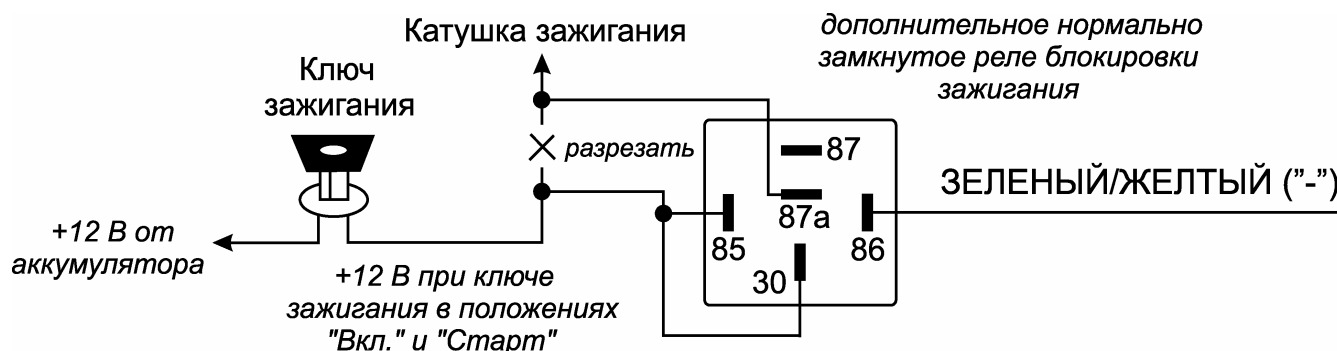 дополнительное нормально
замкнутое реле блокировки
зажигания
Катушка зажигания
Ключ
зажигания
разрезать
87
87a
85
86
30
ЗЕЛЕНЫЙ/ЖЕЛТЫЙ ("-")
+12 В от
аккумулятора
+12 В при ключе
зажигания в положениях
"Вкл." и "Старт"